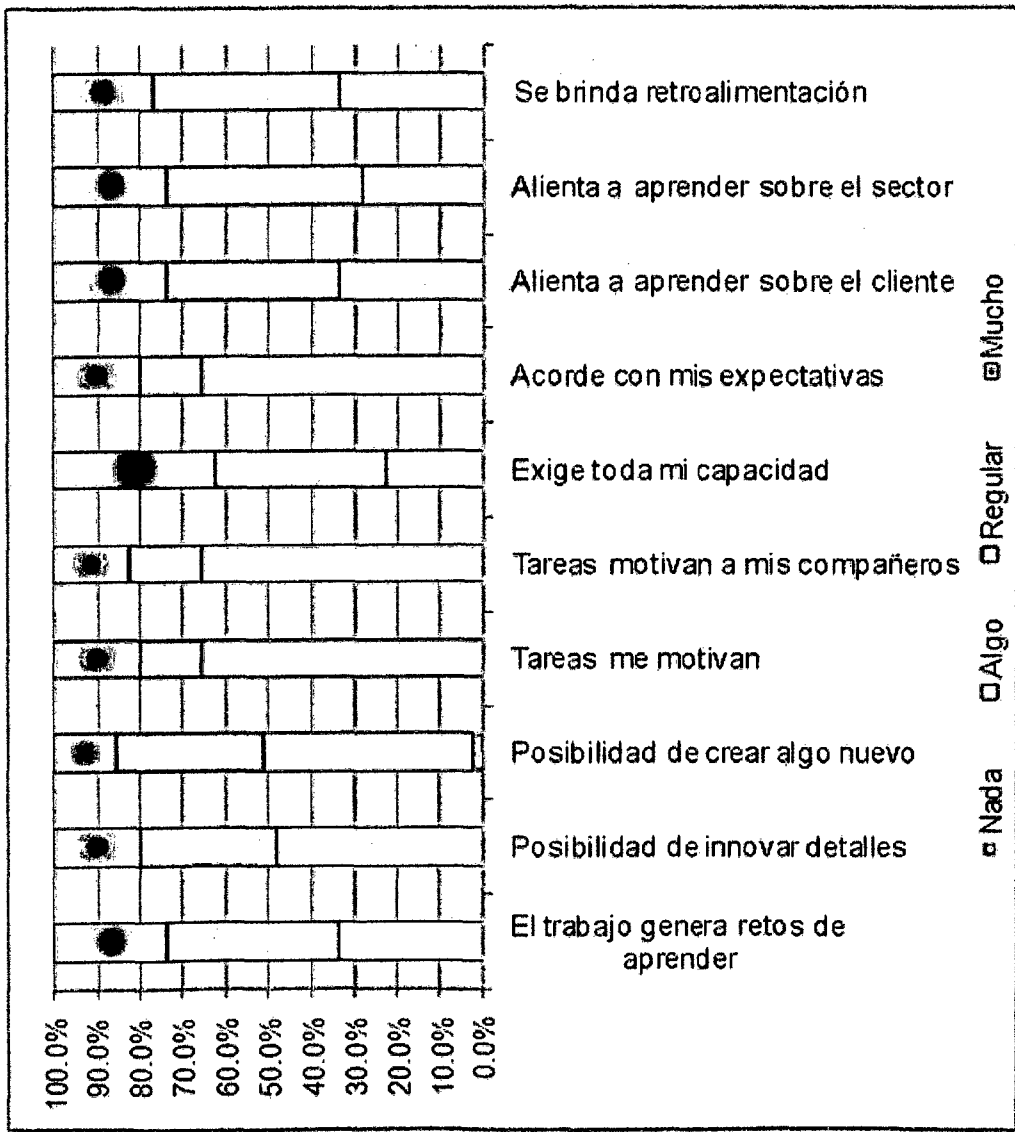 Se brinda retroalimentación
Alienta a aprender sobre el sector
Alienta a aprender sobre el cliente
Acorde con mis expectativas
Exige toda mi capacidad
Tareas motivan a mis compañeros
Tareas me motivan
Posibilidad de crear algo nuevo
Posibilidad de innovar detalles
El trabajo genera retos de
aprender
100.0%
90.0%
80.0%
70.0%
60.0%
50.0%
40.0%
30.0%
20.0%
10.0%
0.0%
Nada
Algo
Regular
Mucho